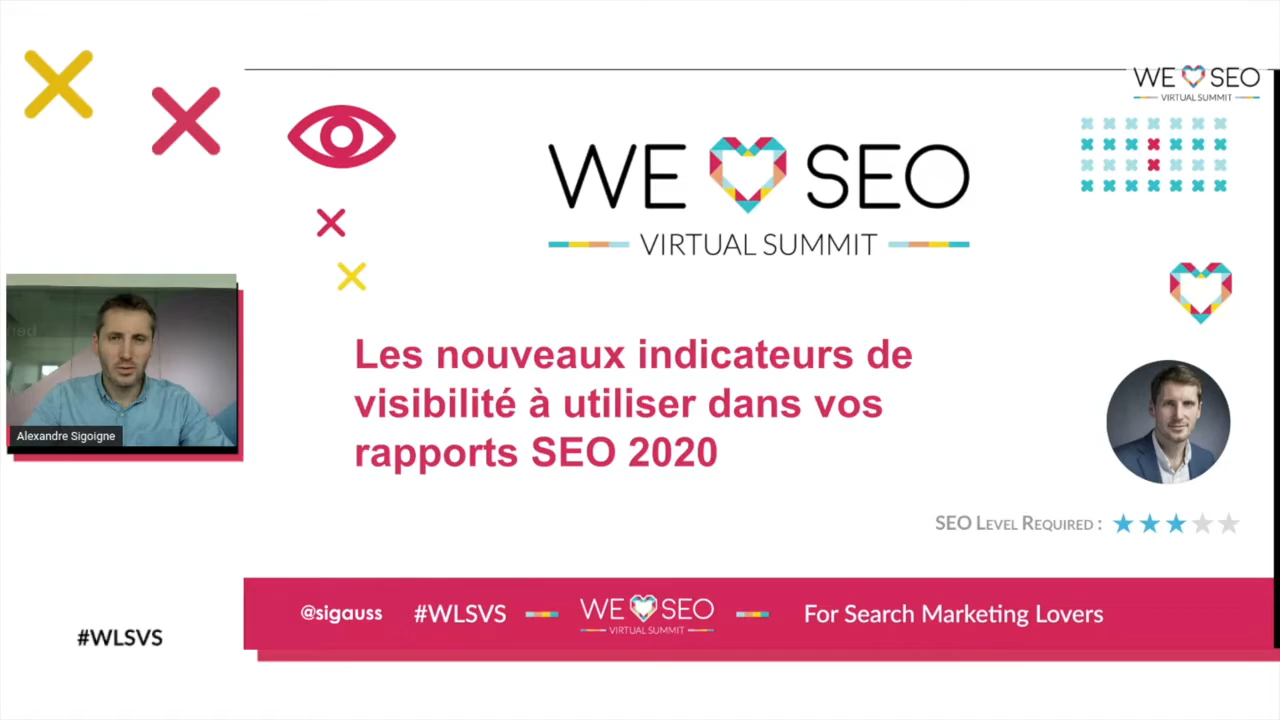 WE SEO
VIRTUAL SUMMIT
WE SEO
VIRTUAL SUMMIT
Les nouveaux indicateurs de
visibilité à utiliser dans vos
rapports SEO 2020
Alexandre Sigoigne
SEO LEVEL REQUIRED :
@sigauss #WLSVS WE SEO For Search Marketing Lovers
VIRTUAL SUMMIT
#WLSVS